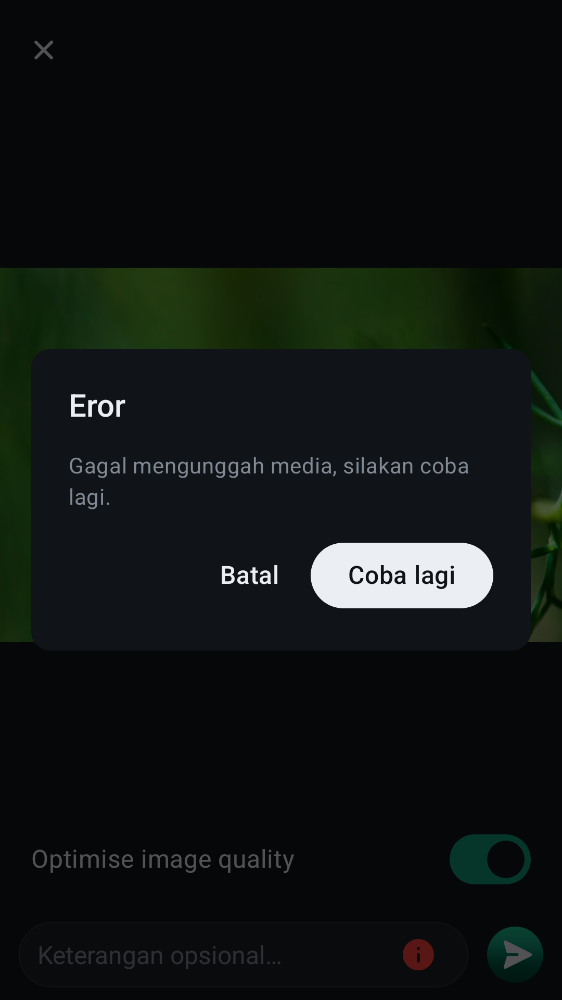 Eror
Gagal mengunggah media, silakan coba
lagi.
Batal
Coba lagi
Optimise image quality
Keterangan opsional…